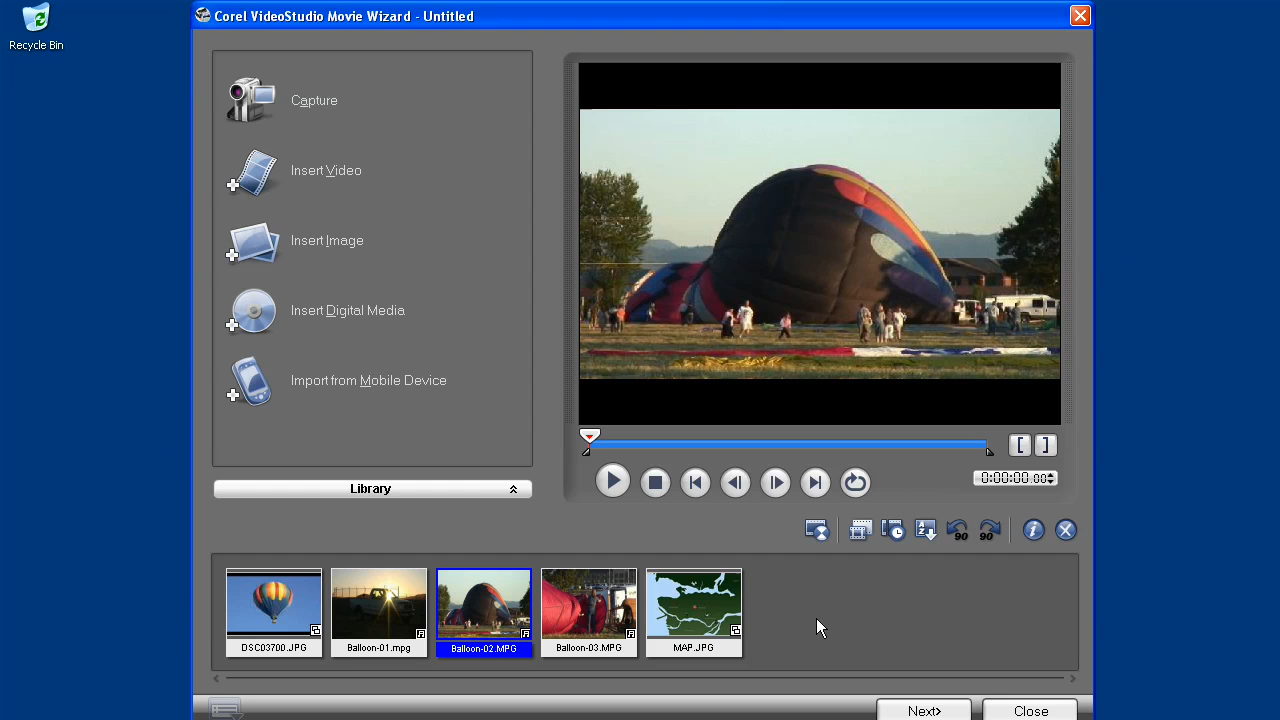 Corel VideoStudio Movie Wizard - Untitled
Recycle Bin
Capture
Insert Video
Insert Image
Insert Digital Media
Import from Mobile Device
Library
[ ]
0:00:00.00
90 90
DSC03700.JPG Balloon-01.mpg Balloon-02.MPG Balloon-03.MPG MAP.JPG
Next> Close